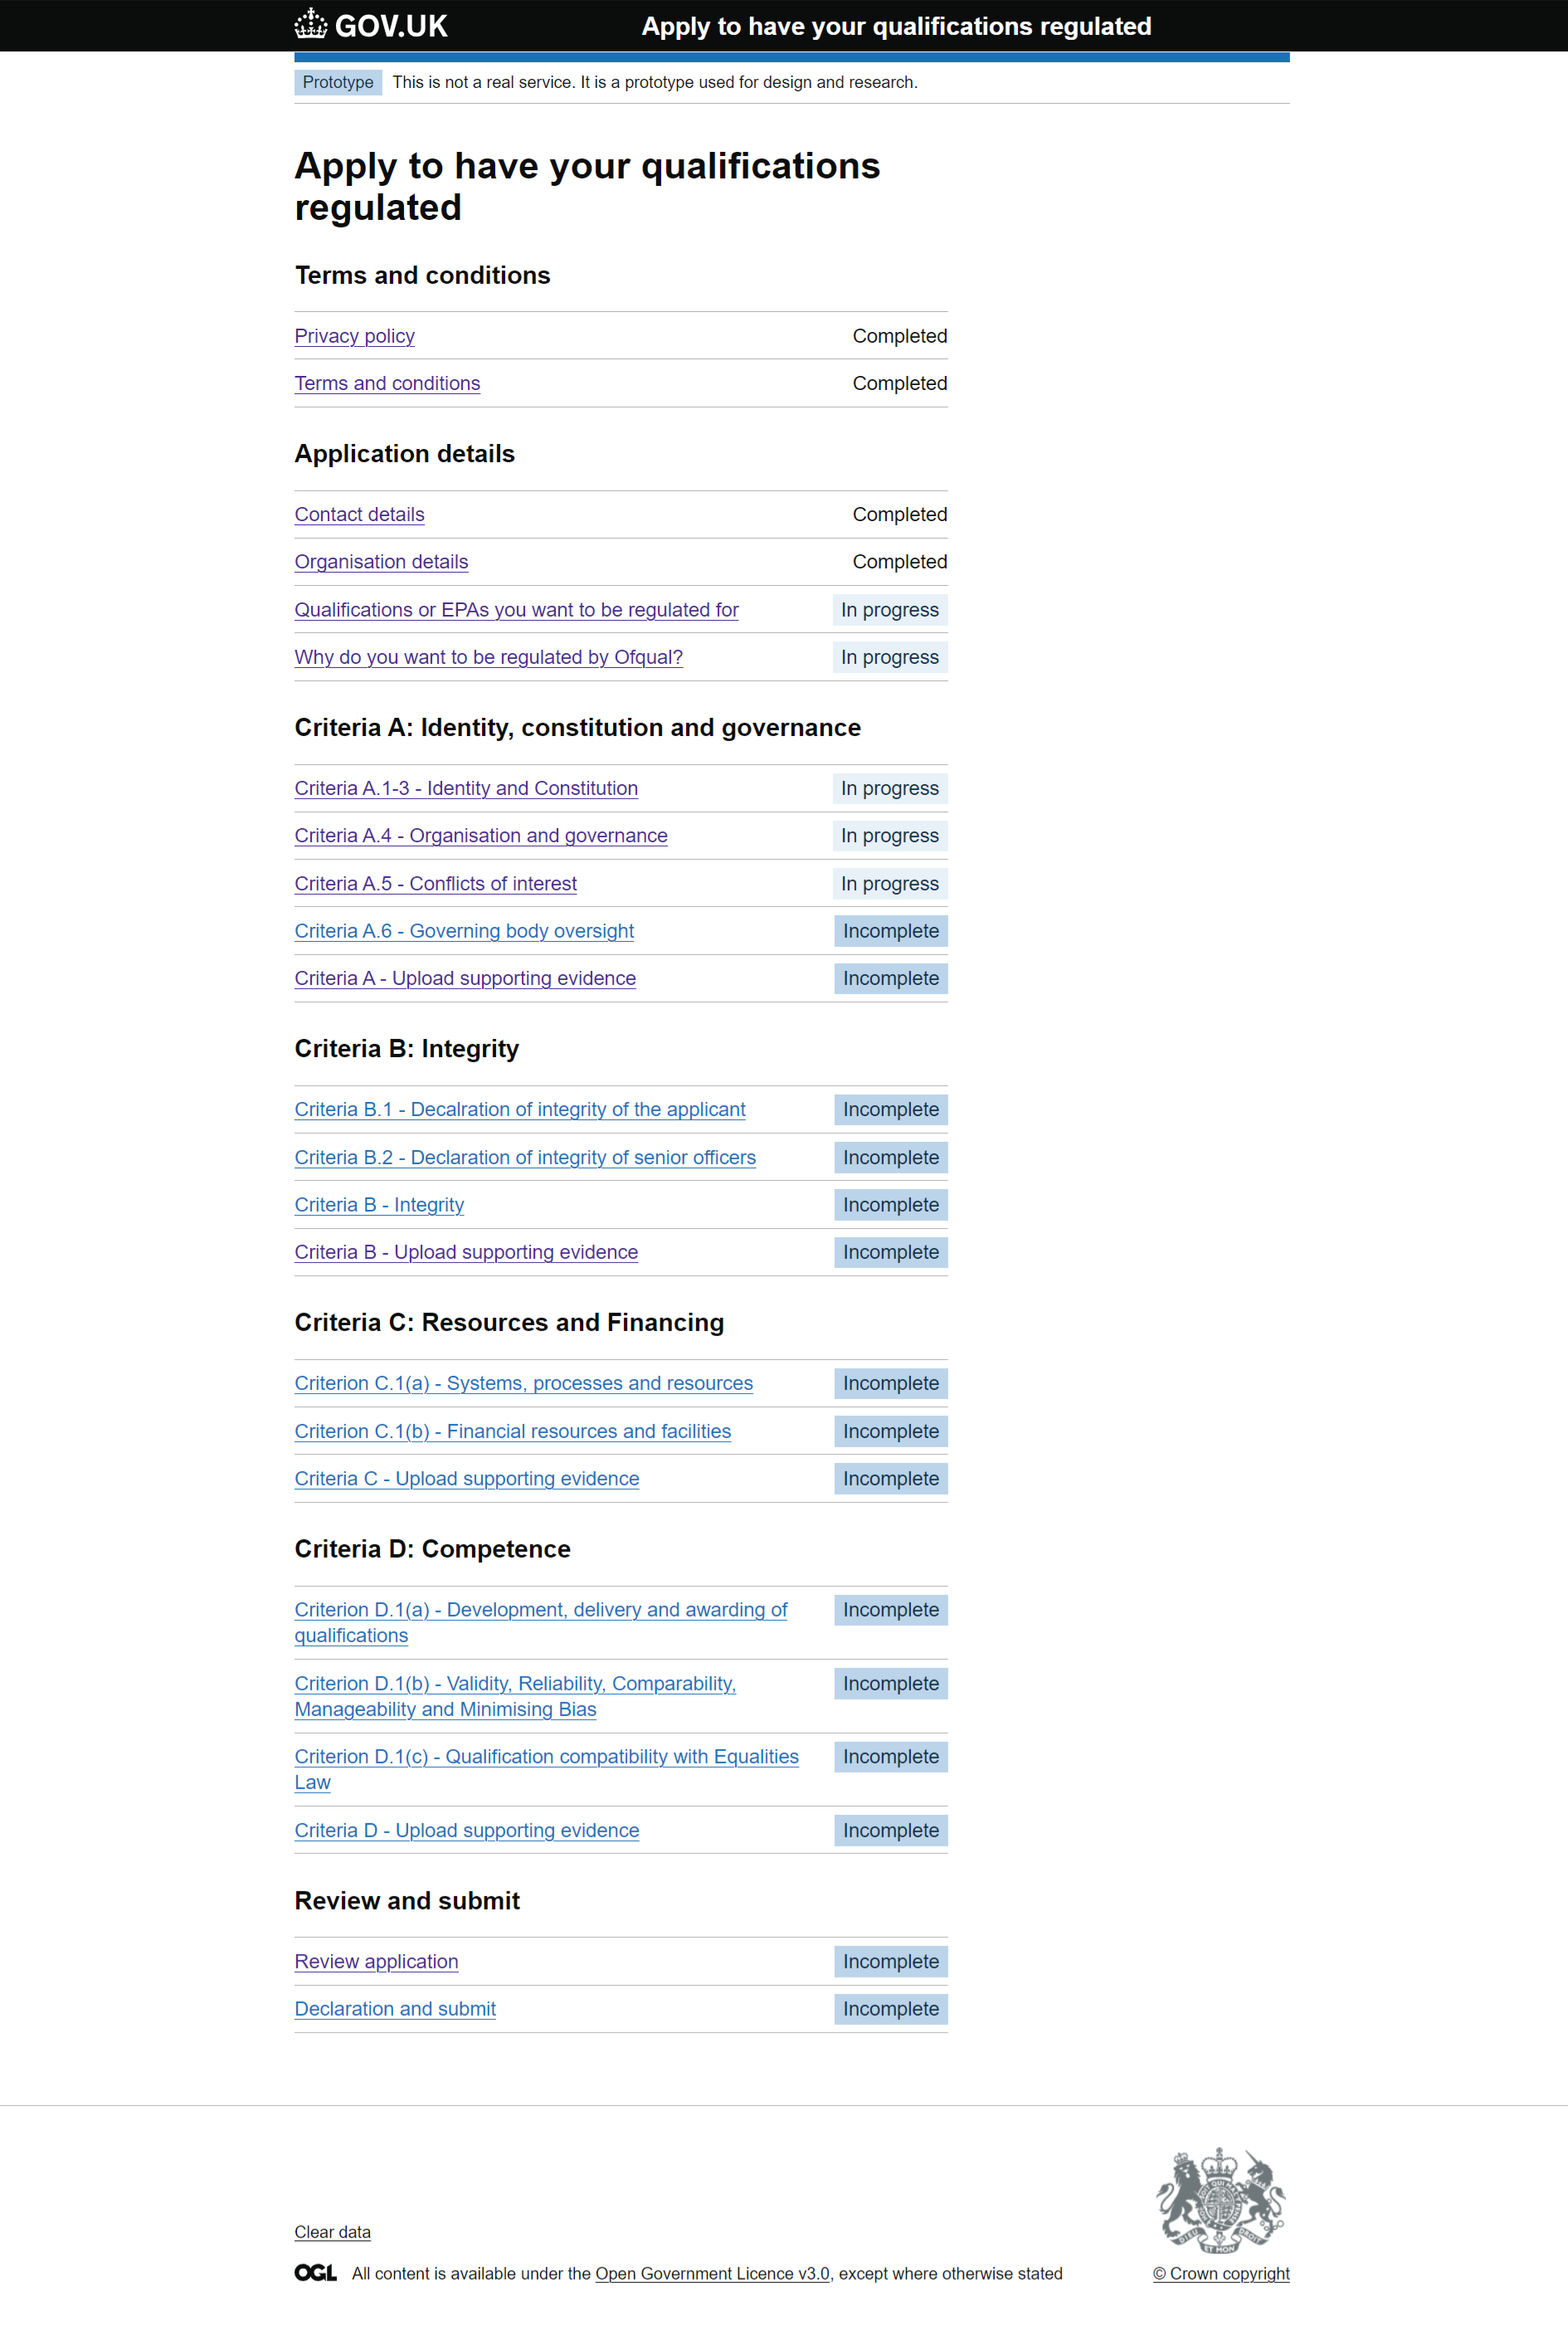 GOV.UK Apply to have your qualifications regulated
Prototype This is not a real service. It is a prototype used for design and research.
Apply to have your qualifications
regulated
Terms and conditions
Privacy policy Completed
Terms and conditions Completed
Application details
Contact details Completed
Organisation details Completed
Qualifications or EPAs you want to be regulated for In progress
Why do you want to be regulated by Ofqual? In progress
Criteria A: Identity, constitution and governance
Criteria A.1-3 - Identity and Constitution In progress
Criteria A.4 - Organisation and governance In progress
Criteria A.5 - Conflicts of interest In progress
Criteria A.6 - Governing body oversight Incomplete
Criteria A - Upload supporting evidence Incomplete
Criteria B: Integrity
Criteria B.1 - Decalration of integrity of the applicant Incomplete
Criteria B.2 - Declaration of integrity of senior officers Incomplete
Criteria B - Integrity Incomplete
Criteria B - Upload supporting evidence Incomplete
Criteria C: Resources and Financing
Criterion C.1(a) - Systems, processes and resources Incomplete
Criterion C.1(b) - Financial resources and facilities Incomplete
Criteria C - Upload supporting evidence Incomplete
Criteria D: Competence
Criterion D.1(a) - Development, delivery and awarding of Incomplete
qualifications
Criterion D.1(b) - Validity, Reliability, Comparability, Incomplete
Manageability and Minimising Bias
Criterion D.1(c) - Qualification compatibility with Equalities Incomplete
Law
Criteria D - Upload supporting evidence Incomplete
Review and submit
Review application Incomplete
Declaration and submit Incomplete
Clear data
OGL All content is available under the Open Government Licence v3.0, except where otherwise stated
DIEU ET MON DROIT
© Crown copyright